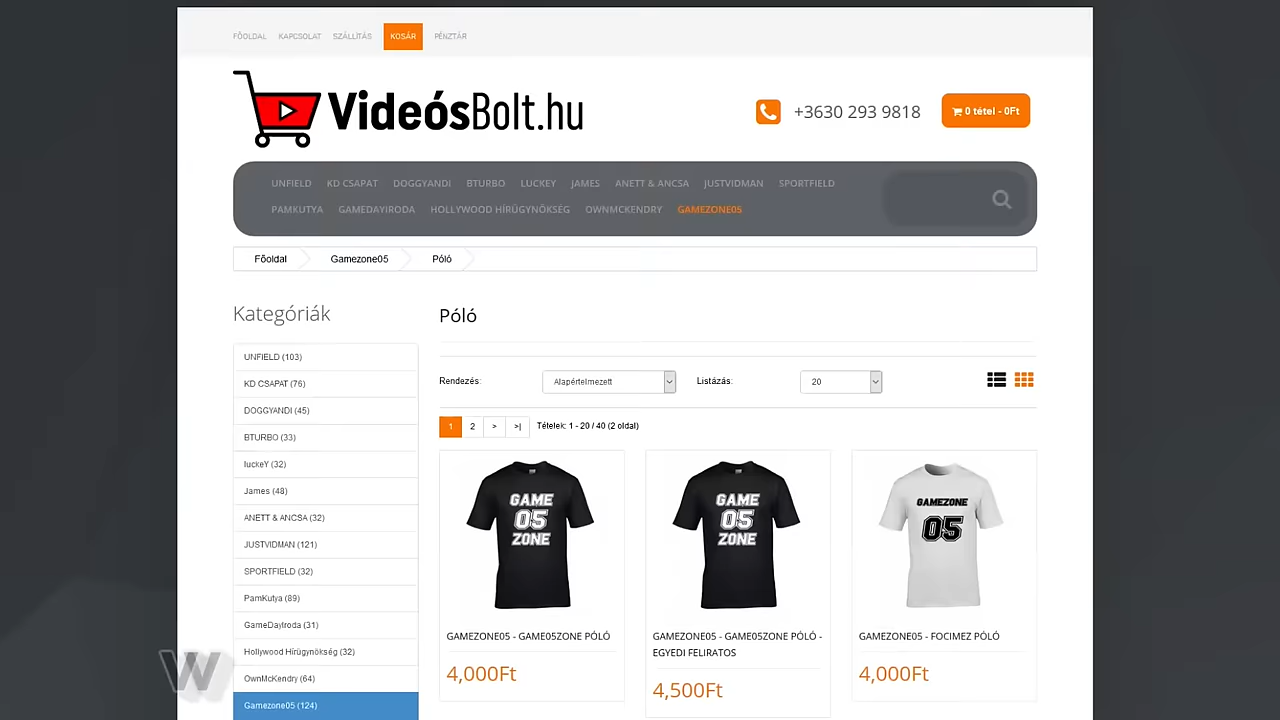 FŐOLDAL KAPCSOLAT SZÁLLÍTÁS KOSÁR PÉNZTÁR
VideósBolt.hu
+3630 293 9818
0 tétel - 0Ft
UNFIELD KD CSAPAT DOGGYANDI BTURBO LUCKEY JAMES ANETT & ANCSA JUSTVIDMAN SPORTFIELD
PAMKUTYA GAMEDAYIRODA HOLLYWOOD HÍRÜGYNÖKSÉG OWNMCKENDRY GAMEZONE05
Főoldal Gamezone05 Póló
Kategóriák
UNFIELD (103)
KD CSAPAT (76)
DOGGYANDI (45)
BTURBO (33)
luckeY (32)
James (48)
ANETT & ANCSA (32)
JUSTVIDMAN (121)
SPORTFIELD (32)
PamKutya (89)
GameDayIroda (31)
Hollywood Hírügynökség (32)
OwnMcKendry (64)
Gamezone05 (124)
Póló
Rendezés: Alapértelmezett Listázás: 20
1 2 > >| Tételek: 1 - 20 / 40 (2 oldal)
GAME
05
ZONE
GAMEZONE05 - GAME05ZONE PÓLÓ
4,000Ft
GAME
05
ZONE
GAMEZONE05 - GAME05ZONE PÓLÓ -
EGYEDI FELIRATOS
4,500Ft
GAMEZONE
05
GAMEZONE05 - FOCIMEZ PÓLÓ
4,000Ft
W